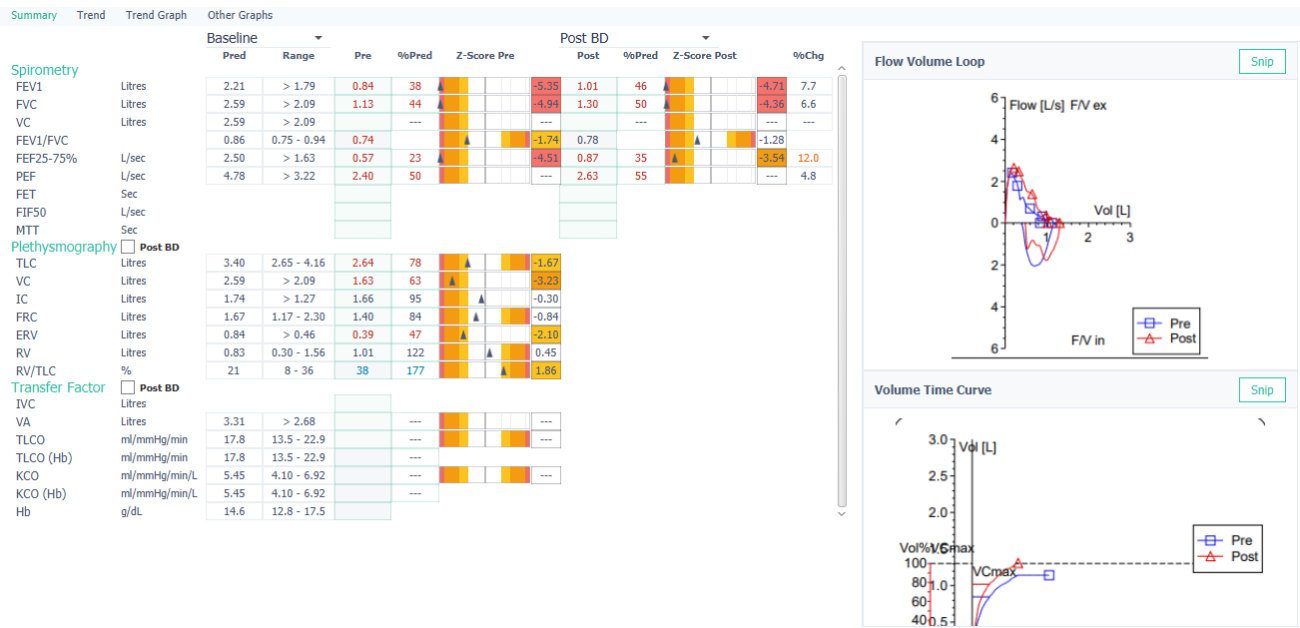 Summary Trend Trend Graph Other Graphs
Baseline Post BD
Pred Range Pre %Pred Z-Score Pre Post %Pred Z-Score Post %Chg
Spirometry
FEV1 Litres 2.21 > 1.79 0.84 38 -5.35 1.01 46 -4.71 7.7
FVC Litres 2.59 > 2.09 1.13 44 -4.94 1.30 50 -4.36 6.6
VC Litres 2.59 > 2.09 --- --- --- --- ---
FEV1/FVC 0.86 0.75 - 0.94 0.74 -1.74 0.78 -1.28
FEF25-75% L/sec 2.50 > 1.63 0.57 23 -4.51 0.87 35 -3.54 12.0
PEF L/sec 4.78 > 3.22 2.40 50 --- 2.63 55 --- 4.8
FET Sec
FIF50 L/sec
MTT Sec
Plethysmography Post BD
TLC Litres 3.40 2.65 - 4.16 2.64 78 -1.67
VC Litres 2.59 > 2.09 1.63 63 -3.23
IC Litres 1.74 > 1.27 1.66 95 -0.30
FRC Litres 1.67 1.17 - 2.30 1.40 84 -0.84
ERV Litres 0.84 > 0.46 0.39 47 -2.10
RV Litres 0.83 0.30 - 1.56 1.01 122 0.45
RV/TLC % 21 8 - 36 38 177 1.86
Transfer Factor Post BD
IVC Litres
VA Litres 3.31 > 2.68 --- ---
TLCO ml/mmHg/min 17.8 13.5 - 22.9 --- ---
TLCO (Hb) ml/mmHg/min 17.8 13.5 - 22.9 ---
KCO ml/mmHg/min/L 5.45 4.10 - 6.92 --- ---
KCO (Hb) ml/mmHg/min/L 5.45 4.10 - 6.92 ---
Hb g/dL 14.6 12.8 - 17.5
Flow Volume Loop Snip
6 Flow [L/s] F/V ex
4
2
Vol [L]
0
1 2 3
2
4
Pre
F/V in Post
6
Volume Time Curve Snip
3.0 Vol [L]
2.5
2.0
Pre
Vol%VCmax 1.5
Post
100
VCmax
80 1.0
60
40 0.5